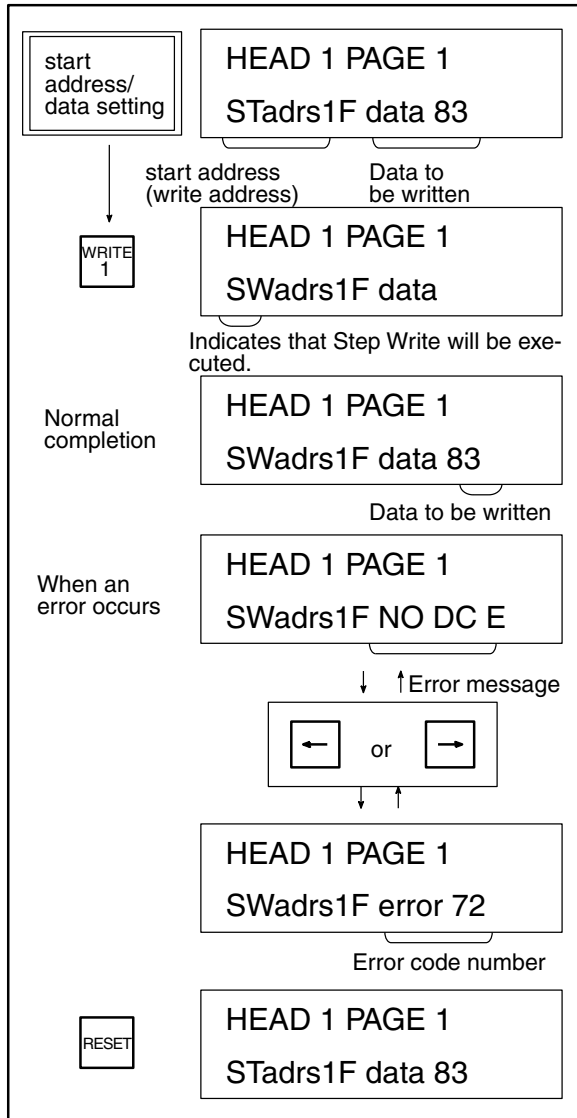 start
address/
data setting
HEAD 1 PAGE 1
STadrs1F data 83
start address
(write address)
Data to
be written
WRITE
1
HEAD 1 PAGE 1
SWadrs1F data
Indicates that Step Write will be exe-
cuted.
Normal
completion
HEAD 1 PAGE 1
SWadrs1F data 83
Data to be written
When an
error occurs
HEAD 1 PAGE 1
SWadrs1F NO DC E
Error message
or
HEAD 1 PAGE 1
SWadrs1F error 72
Error code number
RESET
HEAD 1 PAGE 1
STadrs1F data 83